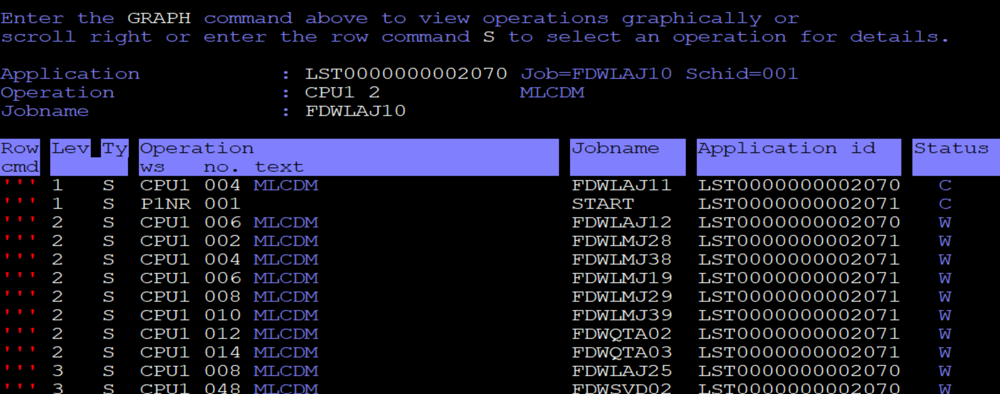 Enter the GRAPH command above to view operations graphically or
scroll right or enter the row command S to select an operation for details.
Application : LST0000000002070 Job=FDWLAJ10 Schid=001
Operation : CPU1 2 MLCDM
Jobname : FDWLAJ10
Row Lev Ty Operation Jobname Application id Status
cmd ws no. text
''' 1 S CPU1 004 MLCDM FDWLAJ11 LST0000000002070 C
''' 1 S P1NR 001 START LST0000000002071 C
''' 2 S CPU1 006 MLCDM FDWLAJ12 LST0000000002070 W
''' 2 S CPU1 002 MLCDM FDWLMJ28 LST0000000002071 W
''' 2 S CPU1 004 MLCDM FDWLMJ38 LST0000000002071 W
''' 2 S CPU1 006 MLCDM FDWLMJ19 LST0000000002071 W
''' 2 S CPU1 008 MLCDM FDWLMJ29 LST0000000002071 W
''' 2 S CPU1 010 MLCDM FDWLMJ39 LST0000000002071 W
''' 2 S CPU1 012 MLCDM FDWQTA02 LST0000000002071 W
''' 2 S CPU1 014 MLCDM FDWQTA03 LST0000000002071 W
''' 3 S CPU1 008 MLCDM FDWLAJ25 LST0000000002070 W
''' 3 S CPU1 048 MLCDM FDWSVD02 LST0000000002070 W